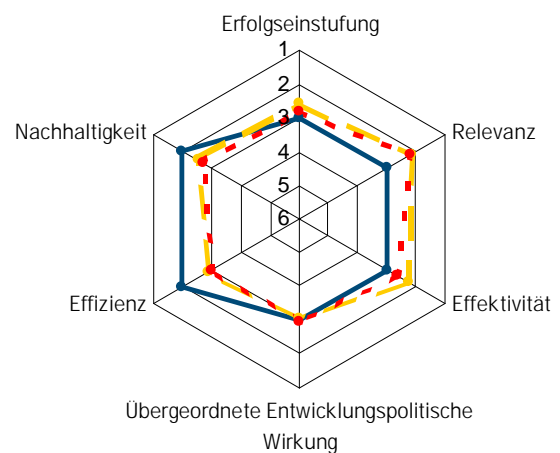 Erfolgseinstufung
1
2
3
4
5
6
Nachhaltigkeit
Relevanz
Effizienz
Effektivität
Übergeordnete Entwicklungspolitische
Wirkung